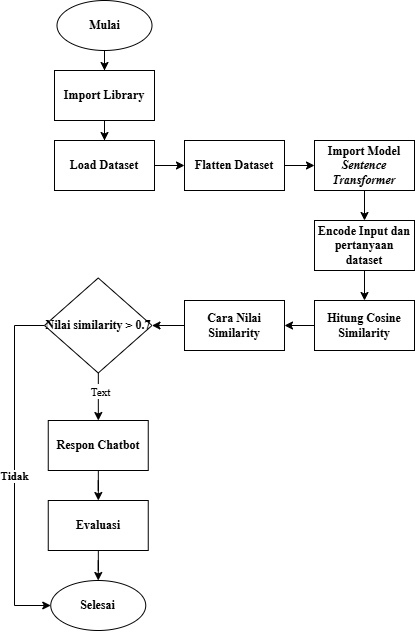 Mulai
Import Library
Load Dataset
Flatten Dataset
Import Model
Sentence
Transformer
Encode Input dan
pertanyaan
dataset
Hitung Cosine
Similarity
Cara Nilai
Similarity
Nilai similarity > 0.7
Text
Respon Chatbot
Tidak
Evaluasi
Selesai